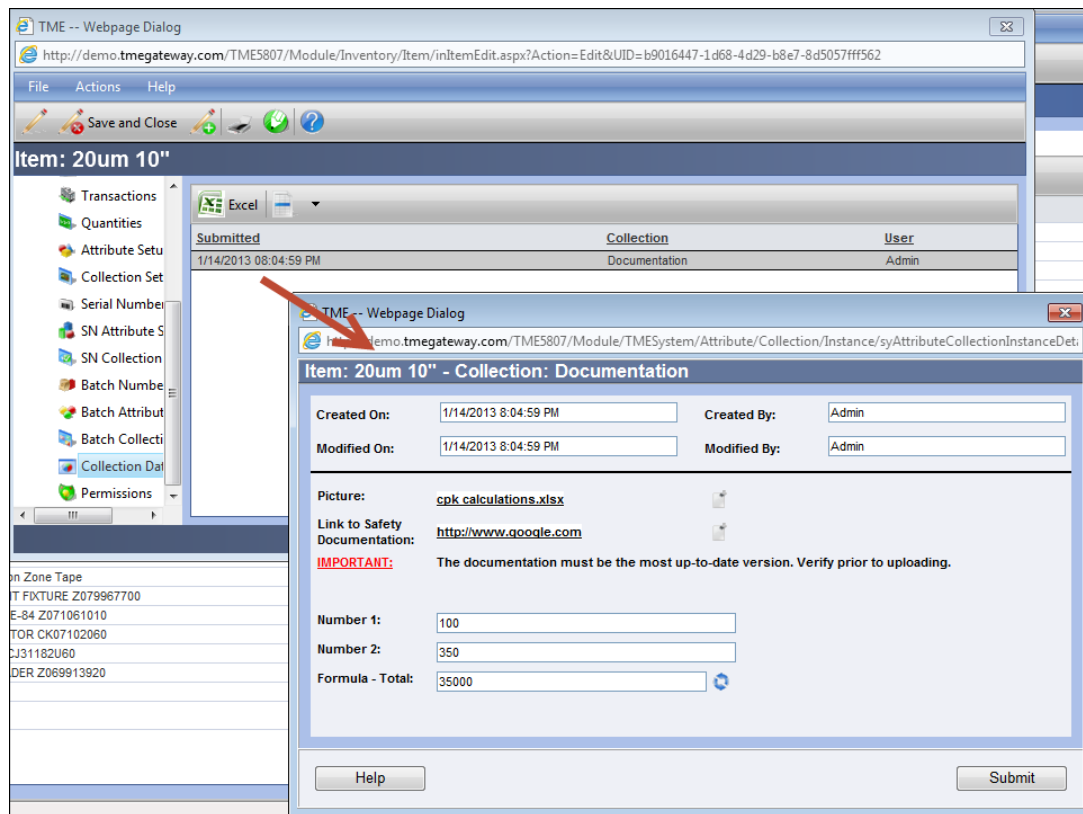 TME -- Webpage Dialog
http://demo.tmegateway.com/TME5807/Module/Inventory/Item/inItemEdit.aspx?Action=Edit&UID=b9016447-1d68-4d29-b8e7-8d5057fff562
File Actions Help
Save and Close
Item: 20um 10"
Transactions
Quantities
Attribute Setu
Collection Set
Serial Number
SN Attribute S
SN Collection
Batch Numbe
Batch Attribut
Batch Collecti
Collection Dat
Permissions
Excel
Submitted Collection User
1/14/2013 08:04:59 PM Documentation Admin
on Zone Tape
IT FIXTURE Z079967700
E-84 Z071061010
TOR CK07102060
CJ31182U60
DER Z069913920
TME -- Webpage Dialog
demo.tmegateway.com/TME5807/Module/TMESystem/Attribute/Collection/Instance/syAttributeCollectionInstanceDeta
Item: 20um 10" - Collection: Documentation
Created On: 1/14/2013 8:04:59 PM Created By: Admin
Modified On: 1/14/2013 8:04:59 PM Modified By: Admin
Picture: cpk calculations.xlsx
Link to Safety
Documentation: http://www.google.com
IMPORTANT: The documentation must be the most up-to-date version. Verify prior to uploading.
Number 1: 100
Number 2: 350
Formula - Total: 35000
Help Submit